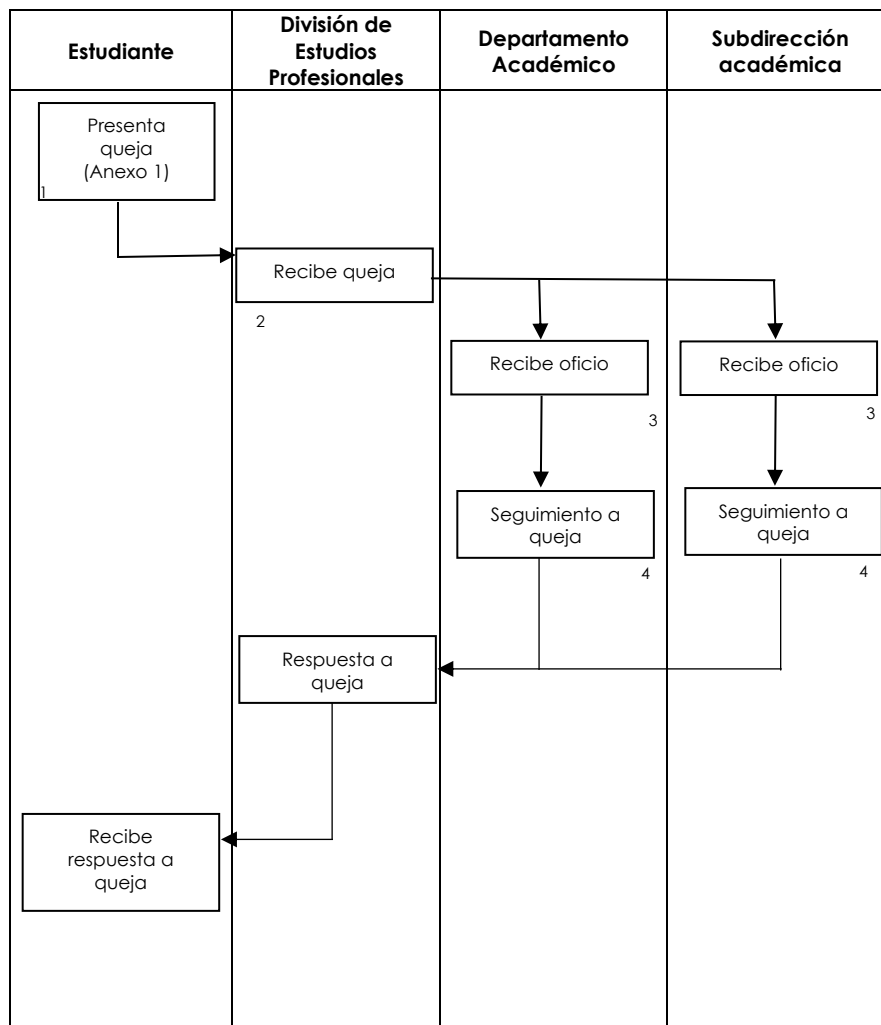 Estudiante
División de
Estudios
Profesionales
Departamento
Académico
Subdirección
académica
Presenta
queja
(Anexo 1)
1
Recibe queja
2
Recibe oficio
3
Recibe oficio
3
Seguimiento a
queja
4
Seguimiento a
queja
4
Respuesta a
queja
Recibe
respuesta a
queja